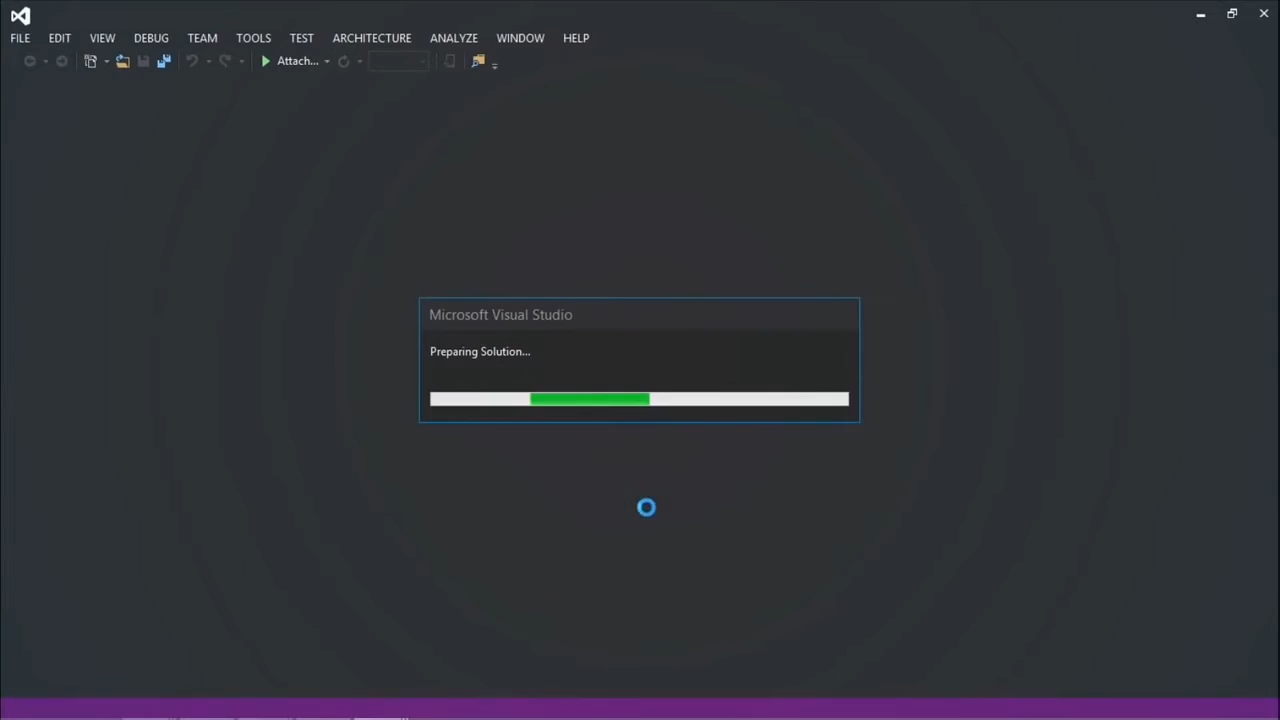 FILE EDIT VIEW DEBUG TEAM TOOLS TEST ARCHITECTURE ANALYZE WINDOW HELP
Attach...
Microsoft Visual Studio
Preparing Solution...